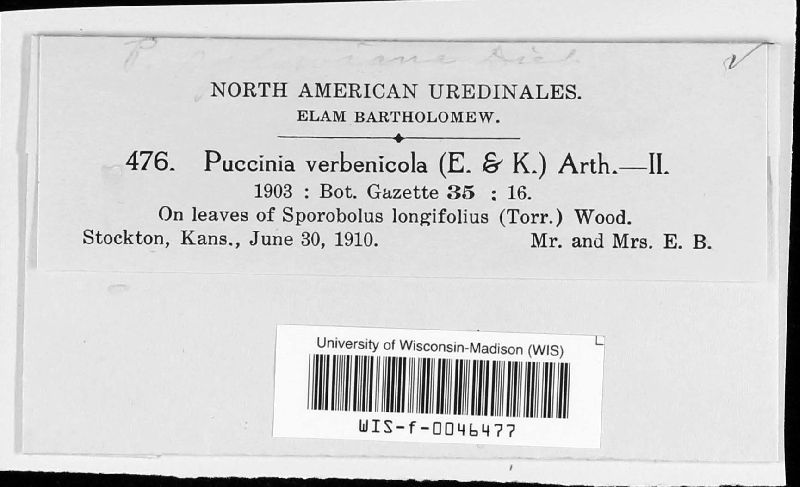 NORTH AMERICAN UREDINALES.
ELAM BARTHOLOMEW.
476. Puccinia verbenicola (E. & K.) Arth.—II.
1903 : Bot. Gazette 35 : 16.
On leaves of Sporobolus longifolius (Torr.) Wood.
Stockton, Kans., June 30, 1910. Mr. and Mrs. E. B.
University of Wisconsin-Madison (WIS)
WIS-f-0046477